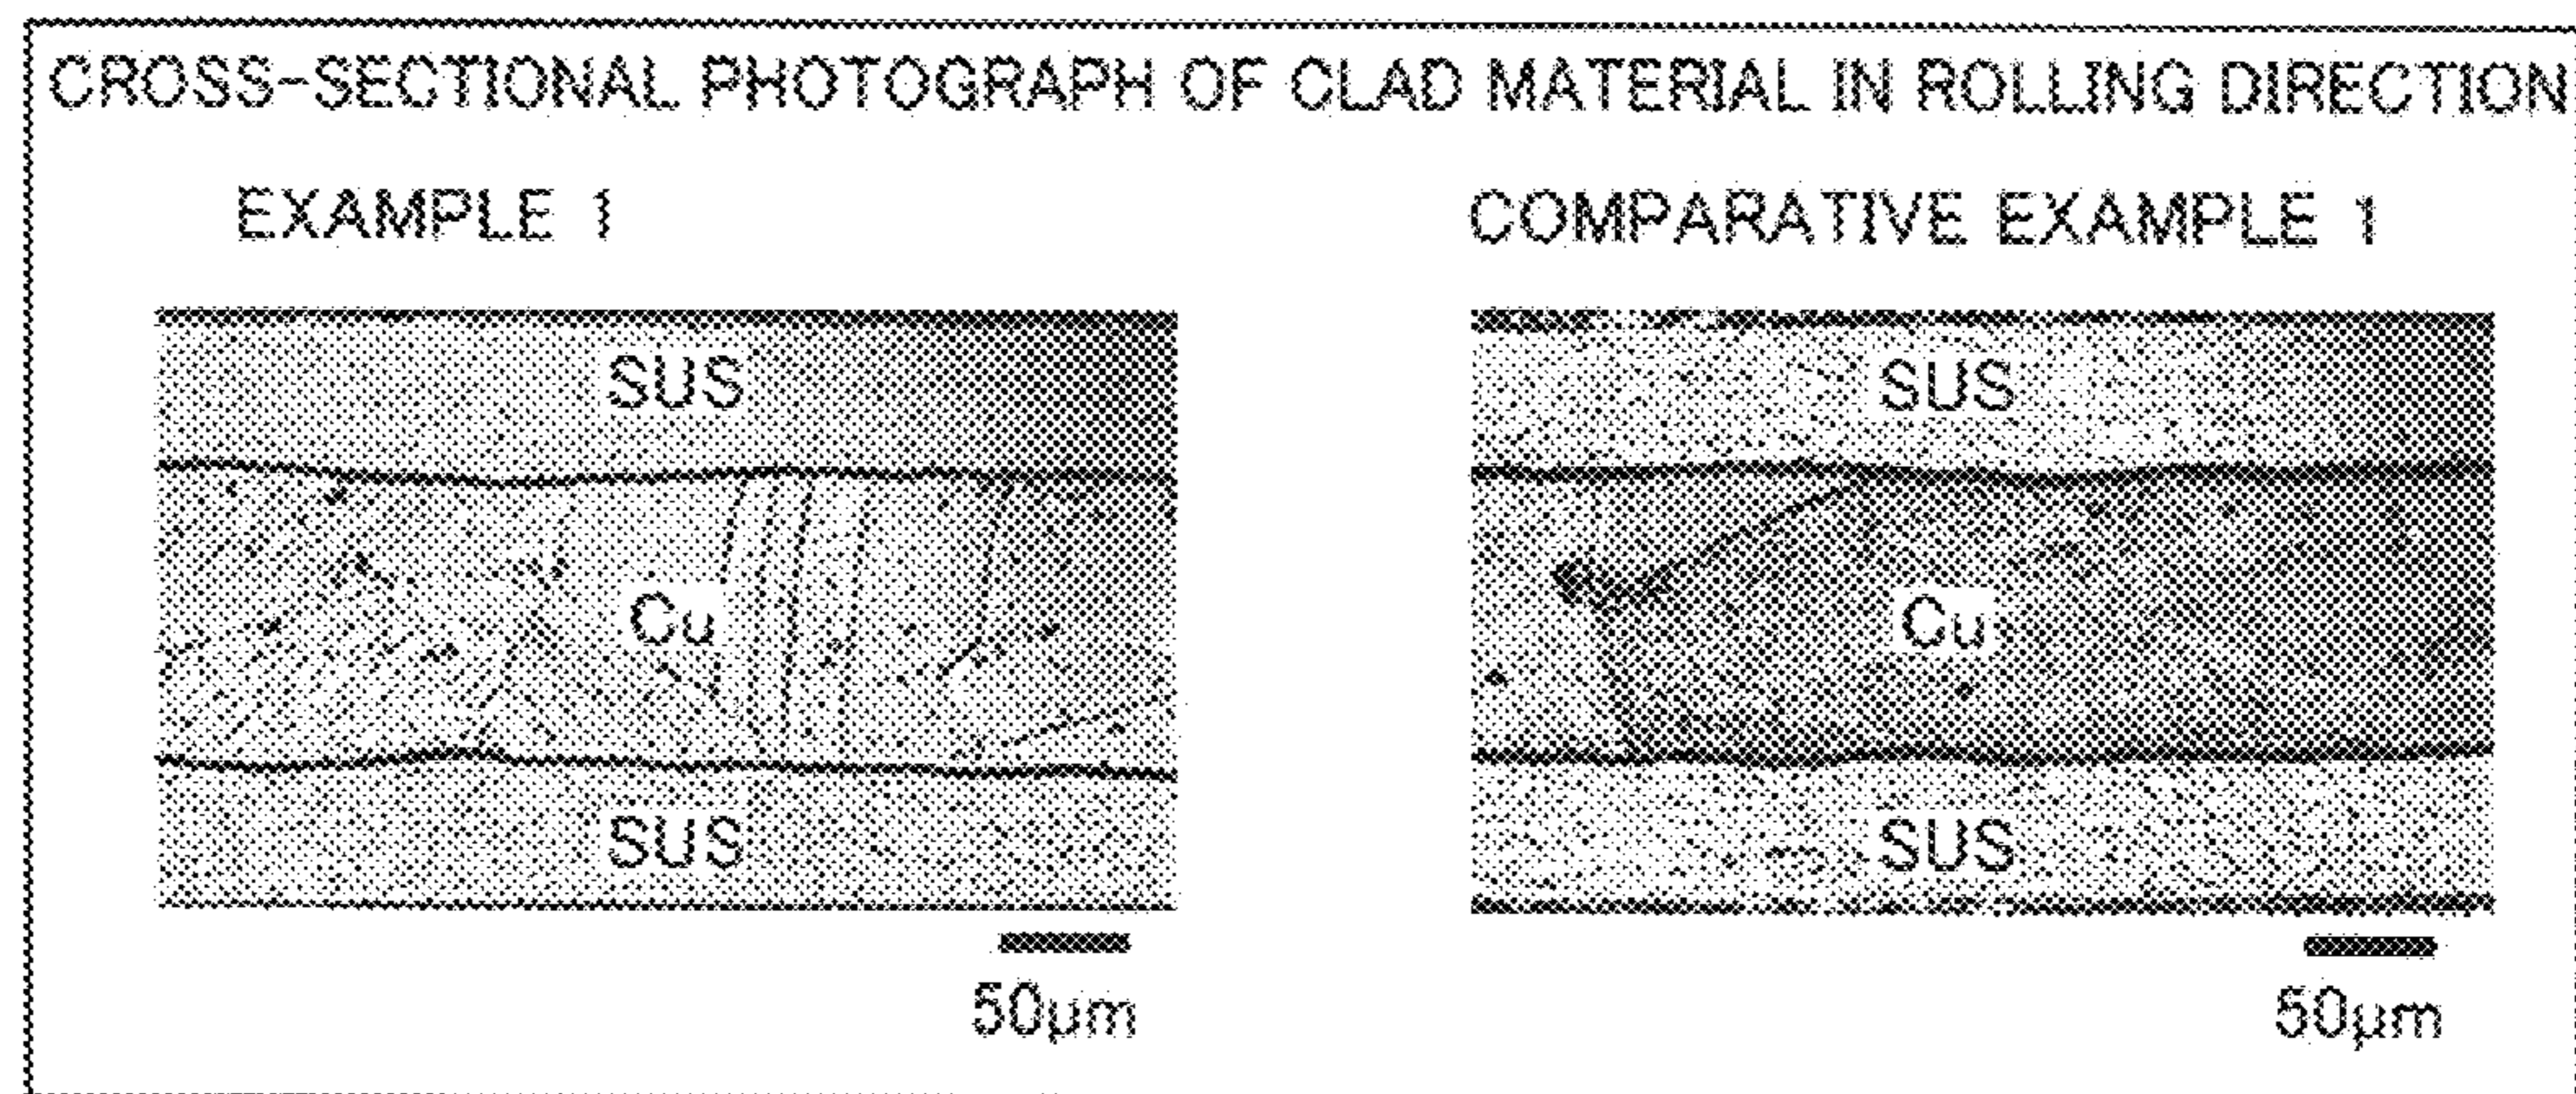 CROSS-SECTIONAL PHOTOGRAPH OF CLAD MATERIAL IN ROLLING DIRECTION
EXAMPLE 1
SUS
Cu
SUS
50μm
COMPARATIVE EXAMPLE 1
SUS
Cu
SUS
50μm